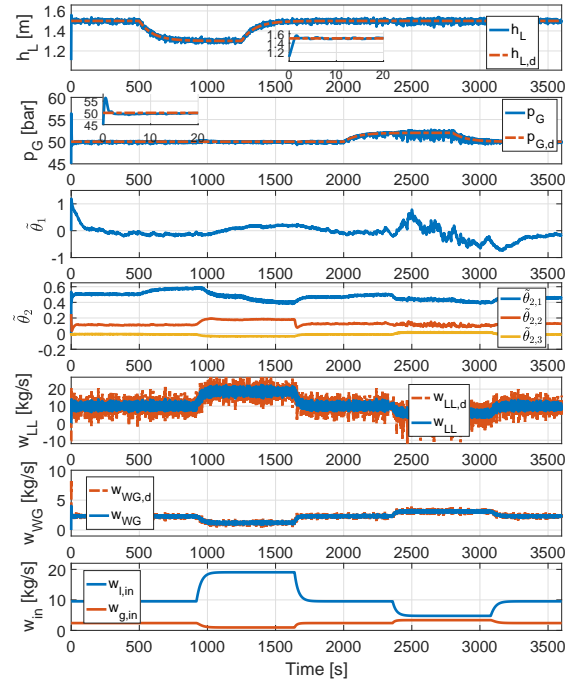 h_L [m]
1.6
1.4
1.2
1.6
1.4
1.2
0 10 20
h_L
h_L,d
0 500 1000 1500 2000 2500 3000 3500
p_G [bar]
60
55
50
45
55
50
45
0 10 20
p_G
p_G,d
0 500 1000 1500 2000 2500 3000 3500
θ̃_1
1
0
-1
0 500 1000 1500 2000 2500 3000 3500
θ̃_2
0.6
0.4
0.2
0
-0.2
θ̃_2,1
θ̃_2,2
θ̃_2,3
0 500 1000 1500 2000 2500 3000 3500
w_LL [kg/s]
20
10
0
-10
w_LL,d
w_LL
0 500 1000 1500 2000 2500 3000 3500
w_WG [kg/s]
10
5
0
w_WG,d
w_WG
0 500 1000 1500 2000 2500 3000 3500
w_in [kg/s]
20
10
0
w_l,in
w_g,in
0 500 1000 1500 2000 2500 3000 3500
Time [s]